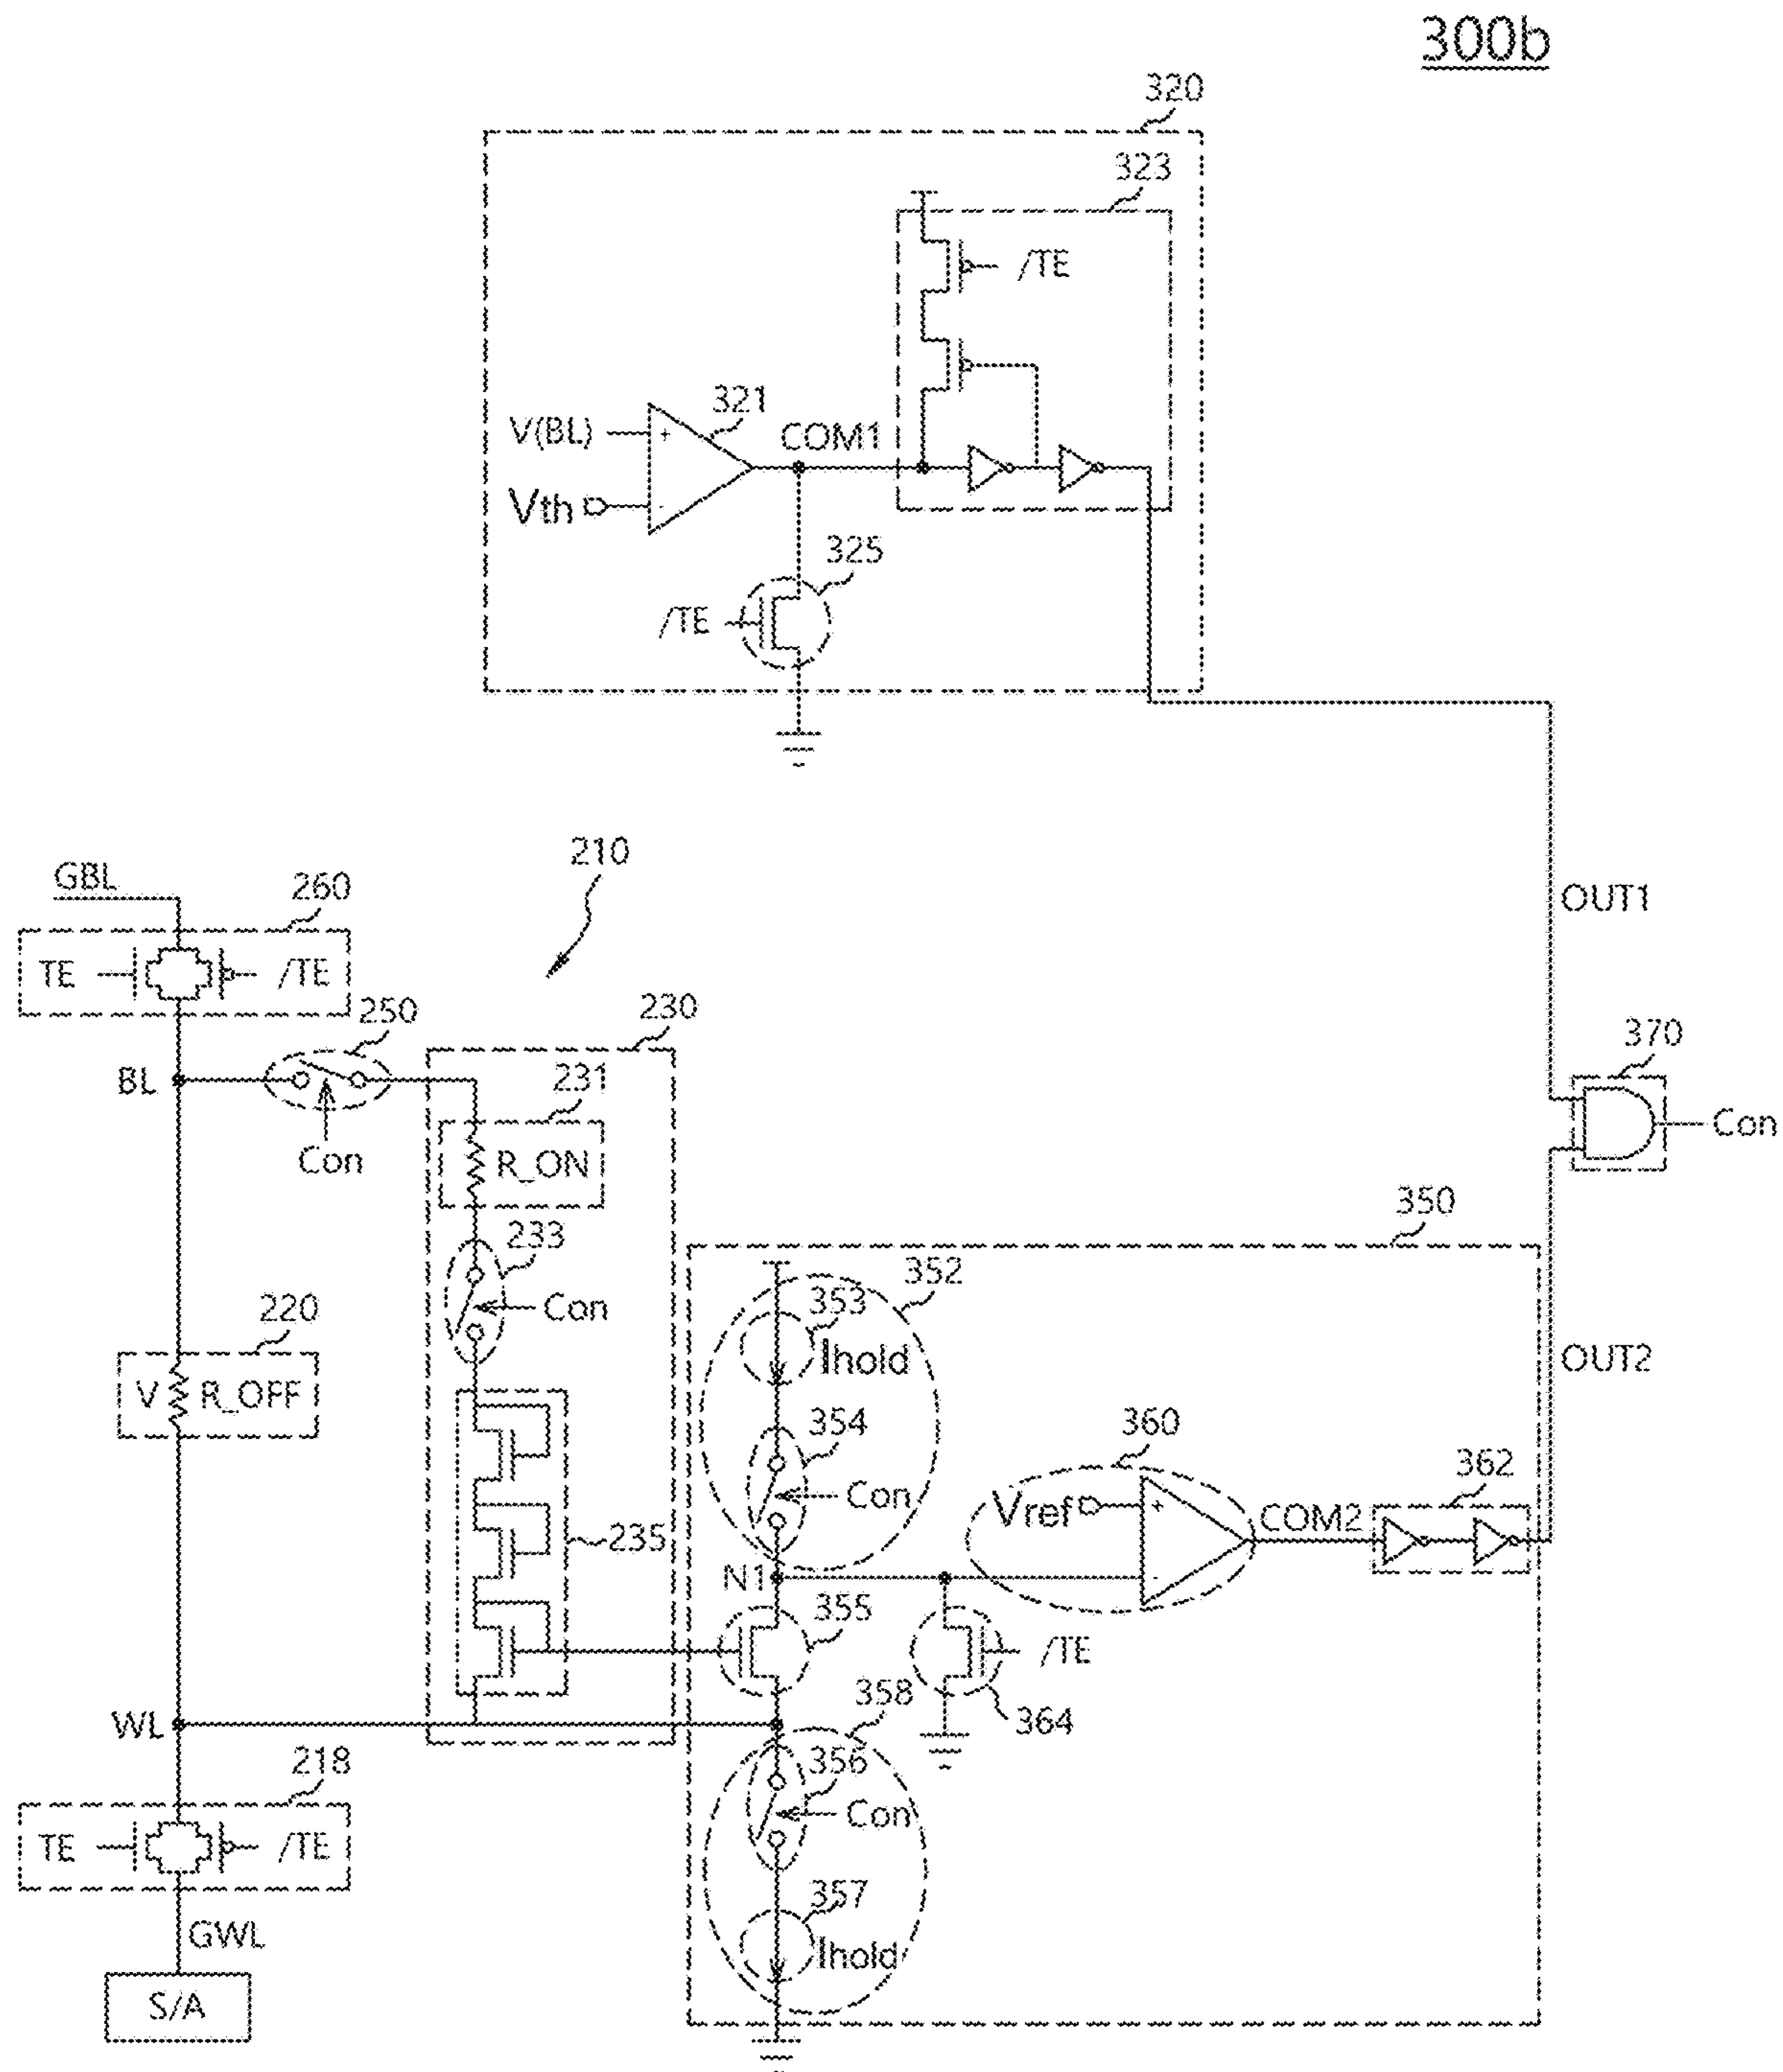 300b
320
323
/TE
321
V(BL)
+
COM1
Vth
-
325
/TE
210
GBL
260
OUT1
TE
/TE
250
230
370
BL
231
Con
Con
R_ON
350
233
352
353
Con
220
Ihold
OUT2
V
R_OFF
354
360
362
Con
Vref
+
COM2
235
N1
-
355
/TE
358
WL
364
218
356
Con
TE
/TE
357
GWL
Ihold
S/A